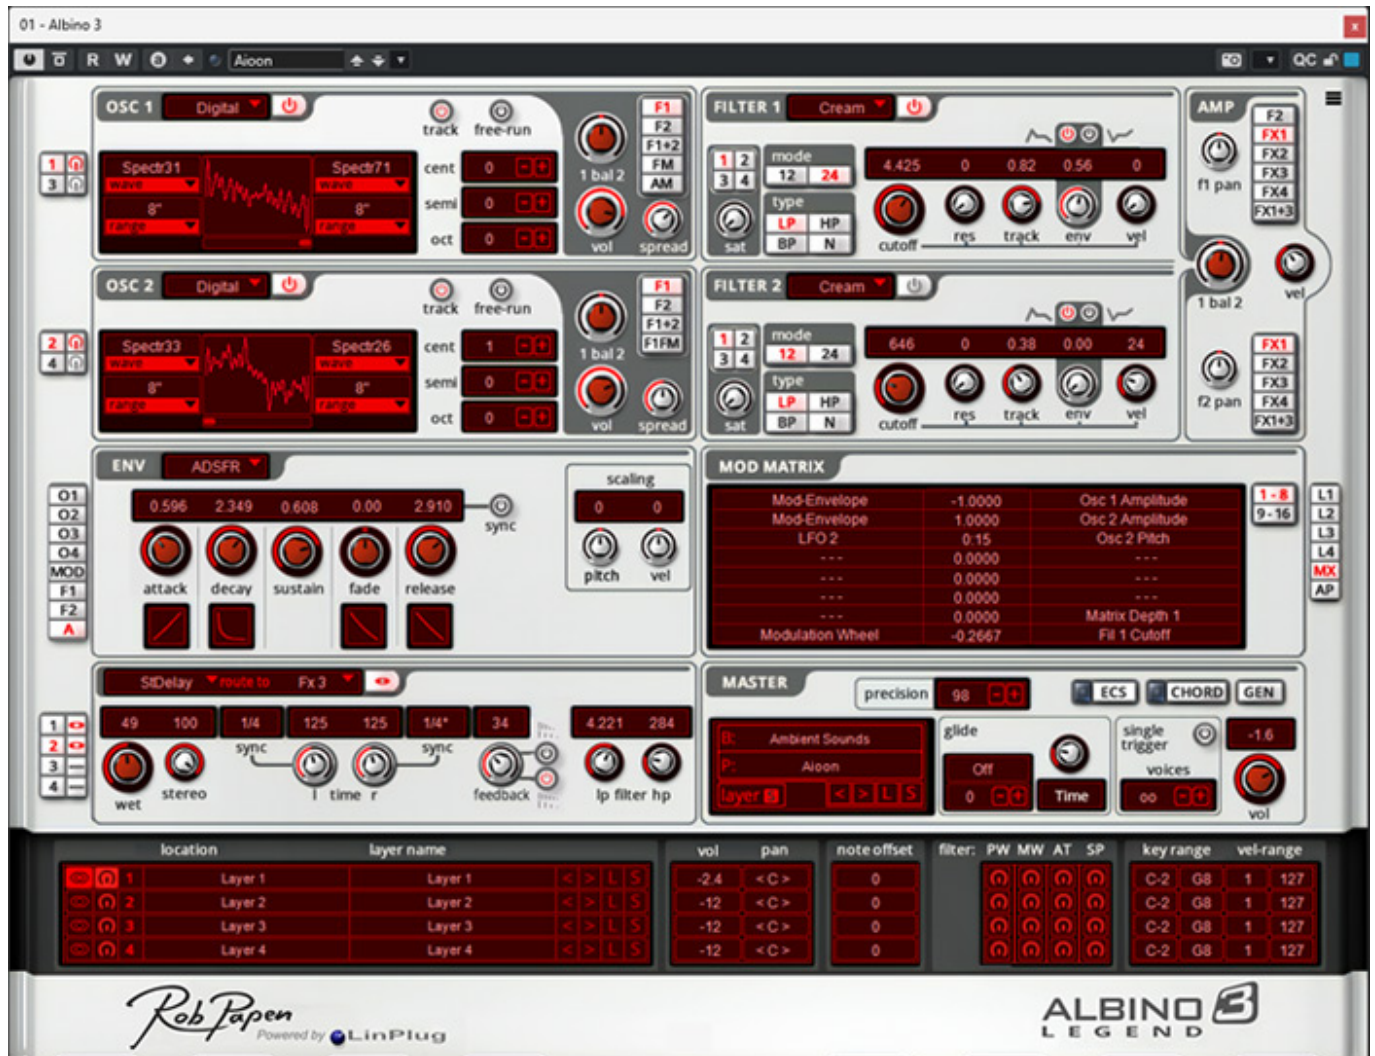 01 - Albino 3
x
R W Aioon QC
OSC 1 Digital
track free-run
Spectr31 Spectr71
wave wave
8" 8"
range range
cent 0 - +
semi 0 - +
oct 0 - +
1 bal 2
vol
F1
F2
F1+2
FM
AM
spread
1
3
FILTER 1 Cream
1 2
3 4
sat
mode
12 24
type
LP HP
BP N
4.425 0 0.82 0.56 0
cutoff res track env vel
AMP
f1 pan
F2
FX1
FX2
FX3
FX4
FX1+3
1 bal 2
vel
OSC 2 Digital
track free-run
Spectr33 Spectr26
wave wave
8" 8"
range range
cent 1 - +
semi 0 - +
oct 0 - +
1 bal 2
vol
F1
F2
F1+2
F1FM
spread
2
4
FILTER 2 Cream
1 2
3 4
sat
mode
12 24
type
LP HP
BP N
646 0 0.38 0.00 24
cutoff res track env vel
f2 pan
FX1
FX2
FX3
FX4
FX1+3
O1
O2
O3
O4
MOD
F1
F2
A
ENV ADSFR
0.596 2.349 0.608 0.00 2.910
sync
attack decay sustain fade release
scaling
0 0
pitch vel
MOD MATRIX
Mod-Envelope -1.0000 Osc 1 Amplitude
Mod-Envelope 1.0000 Osc 2 Amplitude
LFO 2 0:15 Osc 2 Pitch
--- 0.0000 ---
--- 0.0000 ---
--- 0.0000 ---
--- 0.0000 Matrix Depth 1
Modulation Wheel -0.2667 Fil 1 Cutoff
1 - 8
9 - 16
L1
L2
L3
L4
MX
AP
StDelay route to Fx 3
1
2
3
4
49 100 1/4 125 125 1/4* 34 4.221 284
sync sync
wet stereo l time r feedback lp filter hp
MASTER
precision 98 - +
ECS CHORD GEN
B: Ambient Sounds
P: Aioon
layer S < > L S
glide
Off
0 - +
Time
single
trigger
voices
oo - +
-1.6
vol
location layer name vol pan note offset filter: PW MW AT SP key range vel-range
1 Layer 1 Layer 1 < > L S -2.4 < C > 0 C-2 G8 1 127
2 Layer 2 Layer 2 < > L S -12 < C > 0 C-2 G8 1 127
3 Layer 3 Layer 3 < > L S -12 < C > 0 C-2 G8 1 127
4 Layer 4 Layer 4 < > L S -12 < C > 0 C-2 G8 1 127
Rob Papen
Powered by LinPlug
ALBINO 3
LEGEND